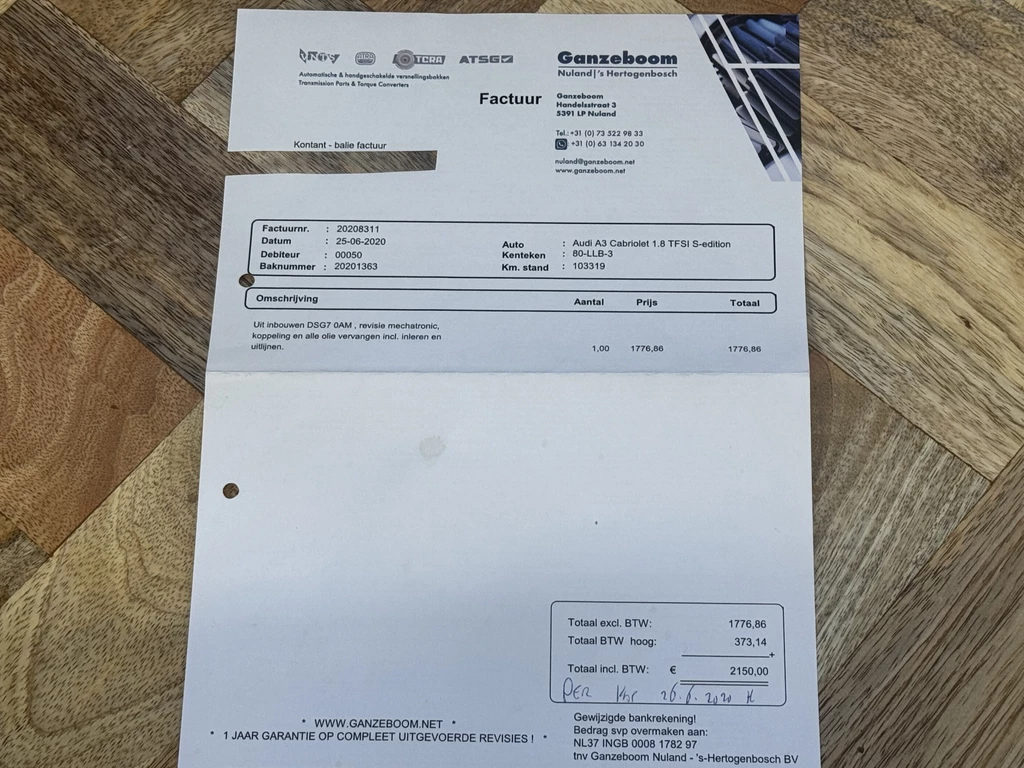 TCRA ATSG
Automatische & handgeschakelde versnellingsbakken
Transmission Parts & Torque Converters
Ganzeboom
Nuland|'s Hertogenbosch
Factuur
Ganzeboom
Handelsstraat 3
5391 LP Nuland
Tel.: +31 (0) 73 522 98 33
+31 (0) 63 134 20 30
nuland@ganzeboom.net
www.ganzeboom.net
Kontant - balie factuur
Factuurnr. : 20208311
Datum : 25-06-2020
Debiteur : 00050
Baknummer : 20201363
Auto : Audi A3 Cabriolet 1.8 TFSI S-edition
Kenteken : 80-LLB-3
Km. stand : 103319
Omschrijving Aantal Prijs Totaal
Uit inbouwen DSG7 0AM , revisie mechatronic,
koppeling en alle olie vervangen incl. inleren en
uitlijnen. 1,00 1776,86 1776,86
Totaal excl. BTW: 1776,86
Totaal BTW hoog: 373,14
+
Totaal incl. BTW: € 2150,00
PER 26.6.2020
* WWW.GANZEBOOM.NET *
* 1 JAAR GARANTIE OP COMPLEET UITGEVOERDE REVISIES ! *
Gewijzigde bankrekening!
Bedrag svp overmaken aan:
NL37 INGB 0008 1782 97
tnv Ganzeboom Nuland - 's-Hertogenbosch BV